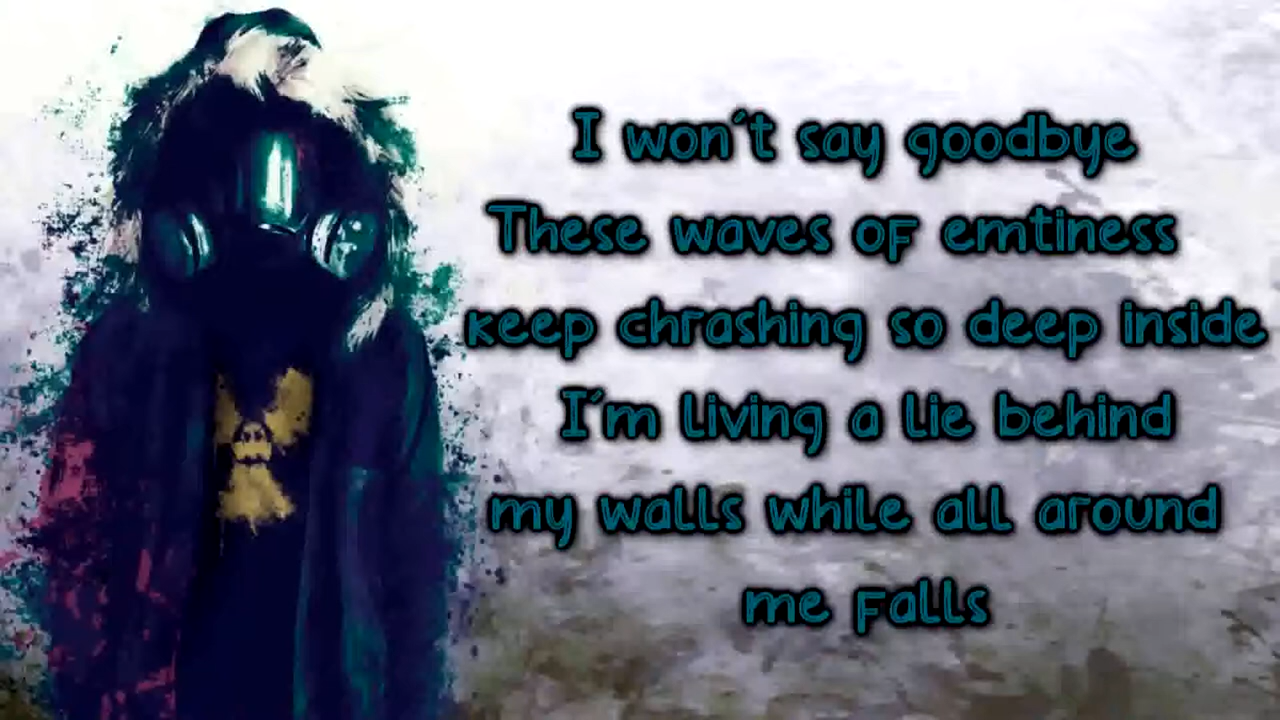 I won´t say goodbye
These waves of emtiness
keep chrashing so deep inside
I´m living a lie behind
my walls while all around
me falls